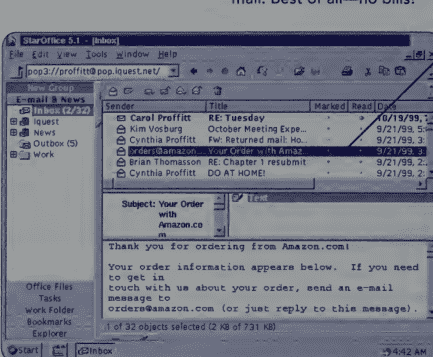 mail. Best of all—no bills!
StarOffice 5.1 - [Inbox]
File Edit View Tools Window Help
pop3://proffitt@pop.iquest.net/
New Group
E-mail & News
Inbox (2/32)
Iquest
News
Outbox (5)
Work
Sender Title Marked Read Date
Carol Proffitt RE: Tuesday 10/19/99,
Kim Vosburg October Meeting Expe... 9/21/99, 5:
Cynthia Proffitt FW: Returned mail: Ho... 9/21/99, 3:
orders@amazon... Your Order with Amaz... 9/21/99, 3:
Brian Thomasson RE: Chapter 1 resubmit 9/21/99, 2:
Cynthia Proffitt DO AT HOME! 9/21/99, 2:
Subject: Your Order
with
Amazon.co
m
Text
Thank you for ordering from Amazon.com!
Your order information appears below. If you need
to get in
touch with us about your order, send an e-mail
message to
orders@amazon.com (or just reply to this message).
Office Files
Tasks
Work Folder
Bookmarks
Explorer
1 of 32 objects selected (2 KB of 731 KB)
Start Inbox 4:42 AM